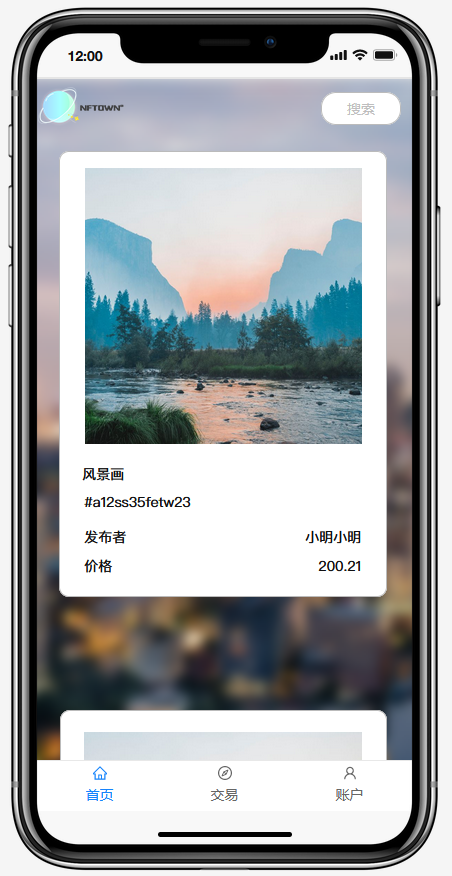 12:00
NFTOWN
搜索
风景画
#a12ss35fetw23
发布者 小明小明
价格 200.21
首页 交易 账户